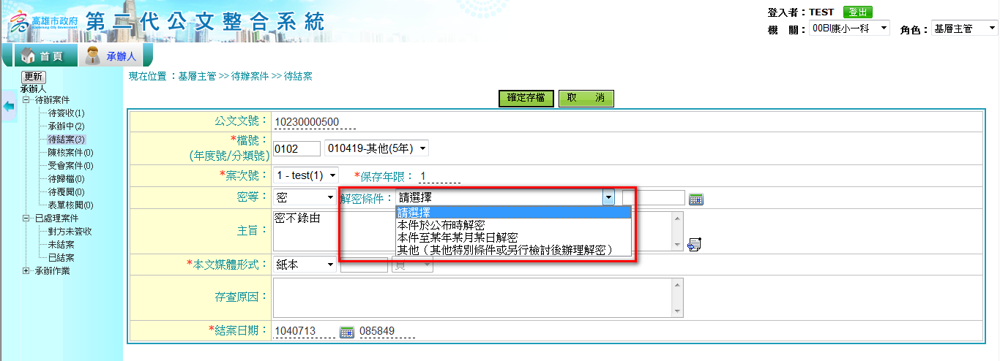 高雄市政府 第二代公文整合系統
登入者：TEST 登出
機 關： 00BI廉小一科 角色： 基層主管
首頁 承辦人
更新
現在位置：基層主管 >> 待辦案件 >> 待結案
承辦人
待辦案件
待簽收(1)
承辦中(2)
待結案(3)
陳核案件(0)
受會案件(0)
待歸檔(0)
待覆閱(0)
表單核閱(0)
已處理案件
對方未簽收
未結案
已結案
承辦作業
確定存檔 取 消
公文文號： 10230000500
*檔號： 0102 010419-其他(5年)
(年度號/分類號)
*案次號： 1 - test(1) *保存年限： 1
密等： 密 解密條件： 請選擇
請選擇
本件於公布時解密
本件至某年某月某日解密
其他（其他特別條件或另行檢討後辦理解密）
主旨： 密不錄由
*本文媒體形式： 紙本 頁
存查原因：
*結案日期： 1040713 085849